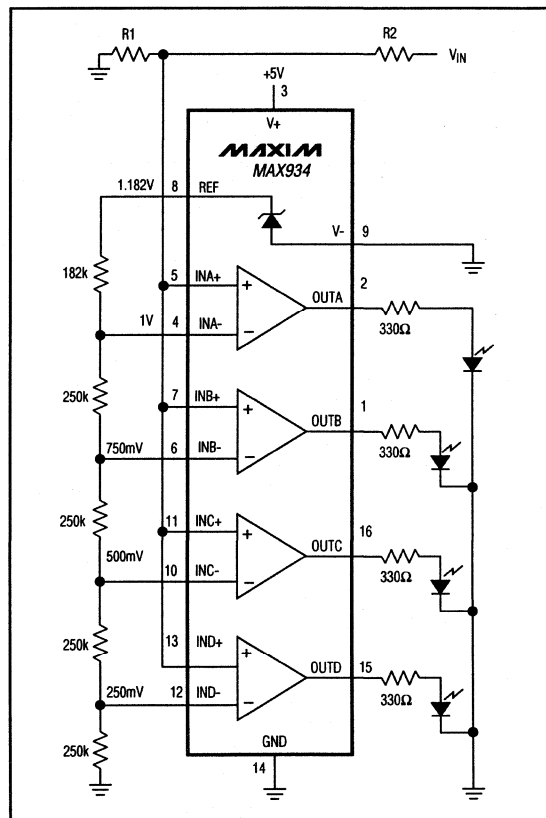 R1
R2
VIN
+5V
3
V+
MAXIM
MAX934
1.182V
8
REF
V-
9
182k
5
INA+
+
OUTA
2
1V
4
INA-
−
330Ω
250k
7
INB+
+
OUTB
1
750mV
6
INB-
−
330Ω
250k
11
INC+
+
OUTC
16
500mV
10
INC-
−
330Ω
250k
13
IND+
+
OUTD
15
250mV
12
IND-
−
330Ω
250k
GND
14